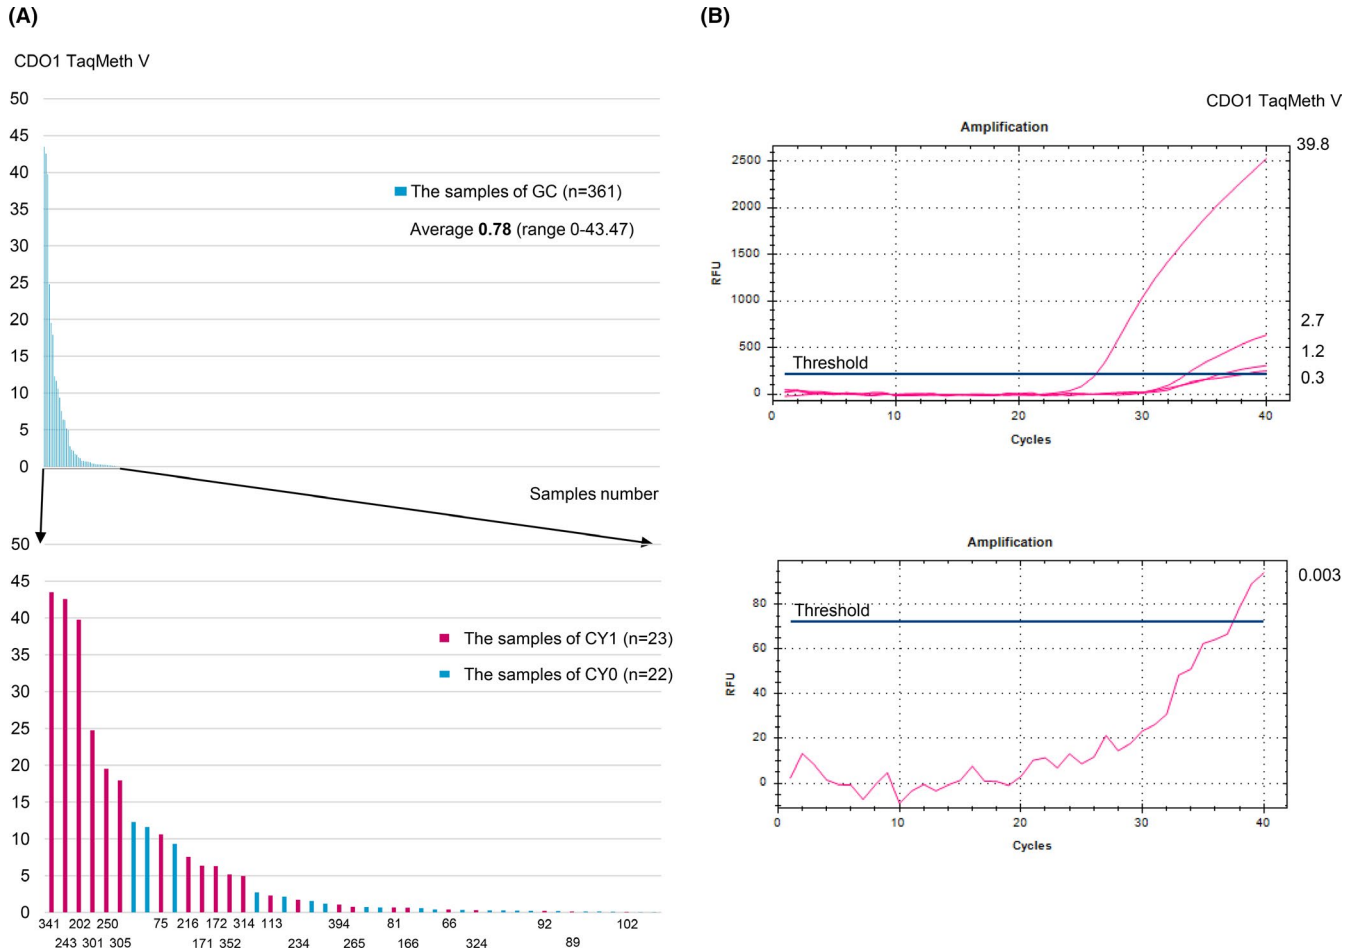 (A)
CDO1 TaqMeth V
50
45
40
35
30
25
20
15
10
5
0
The samples of GC (n=361)
Average 0.78 (range 0-43.47)
Samples number
50
45
40
35
30
25
20
15
10
5
0
The samples of CY1 (n=23)
The samples of CY0 (n=22)
341 202 250 75 216 172 314 113 394 81 66 92 102
243 301 305 171 352 234 265 166 324 89
(B)
CDO1 TaqMeth V
Amplification
39.8
2500
2000
1500
1000
500
0
RFU
2.7
1.2
0.3
Threshold
0 10 20 30 40
Cycles
Amplification
0.003
80
60
40
20
0
RFU
Threshold
0 10 20 30 40
Cycles